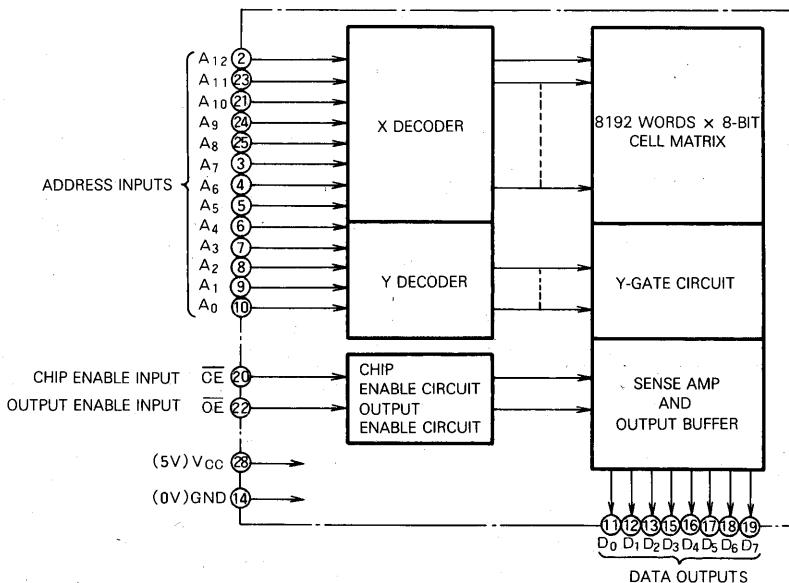 ADDRESS INPUTS
A12 2
A11 23
A10 21
A9 24
A8 25
A7 3
A6 4
A5 5
A4 6
A3 7
A2 8
A1 9
A0 10
X DECODER
Y DECODER
8192 WORDS × 8-BIT
CELL MATRIX
Y-GATE CIRCUIT
CHIP ENABLE INPUT C̅E̅ 20
OUTPUT ENABLE INPUT O̅E̅ 22
CHIP
ENABLE CIRCUIT
OUTPUT
ENABLE CIRCUIT
SENSE AMP
AND
OUTPUT BUFFER
(5V) VCC 28
(0V) GND 14
11 12 13 15 16 17 18 19
D0 D1 D2 D3 D4 D5 D6 D7
DATA OUTPUTS